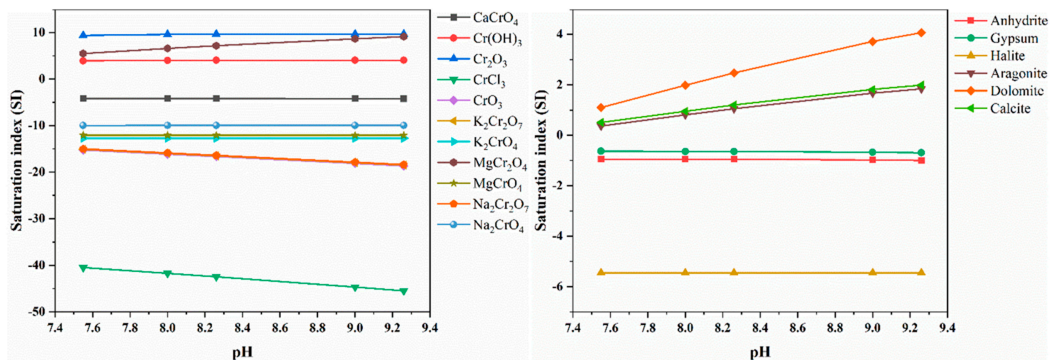 Saturation index (SI)
10
0
-10
-20
-30
-40
-50
7.4 7.6 7.8 8.0 8.2 8.4 8.6 8.8 9.0 9.2 9.4
pH
CaCrO4
Cr(OH)3
Cr2O3
CrCl3
CrO3
K2Cr2O7
K2CrO4
MgCr2O4
MgCrO4
Na2Cr2O7
Na2CrO4
Saturation index (SI)
4
2
0
-2
-4
-6
7.4 7.6 7.8 8.0 8.2 8.4 8.6 8.8 9.0 9.2 9.4
pH
Anhydrite
Gypsum
Halite
Aragonite
Dolomite
Calcite